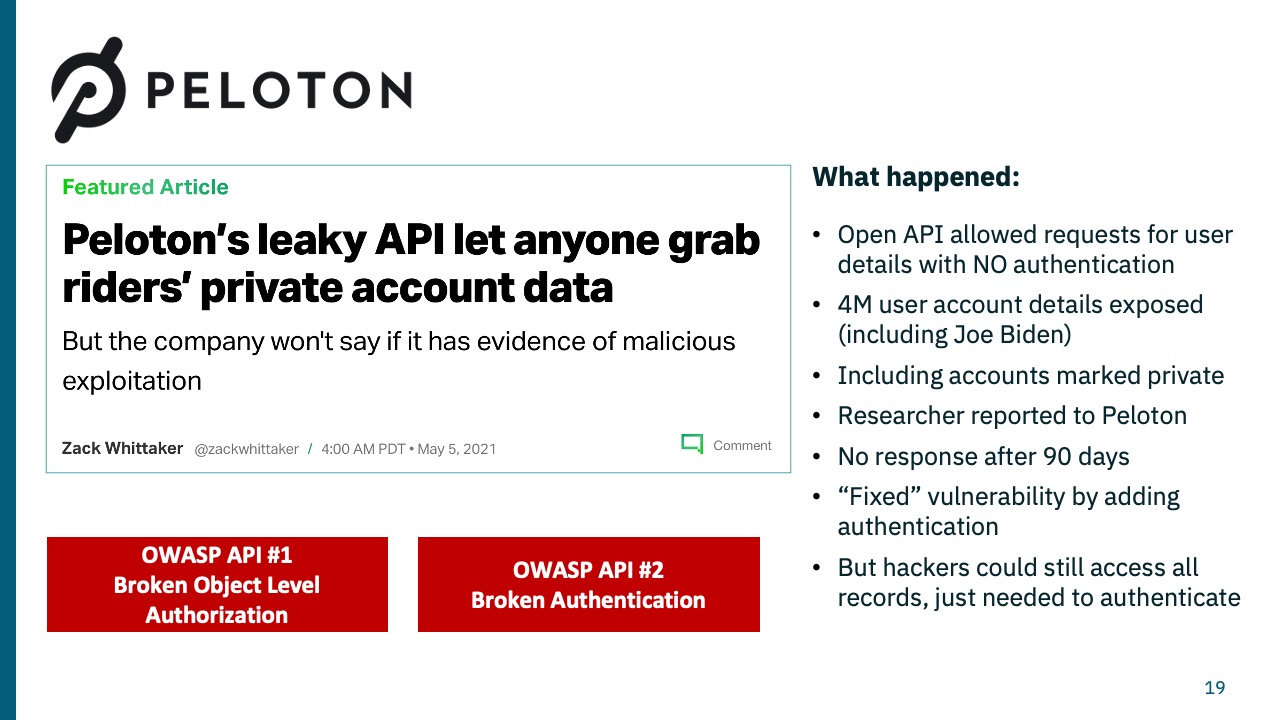 PELOTON
Featured Article
Peloton’s leaky API let anyone grab
riders’ private account data
But the company won't say if it has evidence of malicious
exploitation
Zack Whittaker @zackwhittaker / 4:00 AM PDT • May 5, 2021
Comment
OWASP API #1
Broken Object Level
Authorization
OWASP API #2
Broken Authentication
What happened:
• Open API allowed requests for user
details with NO authentication
• 4M user account details exposed
(including Joe Biden)
• Including accounts marked private
• Researcher reported to Peloton
• No response after 90 days
• “Fixed” vulnerability by adding
authentication
• But hackers could still access all
records, just needed to authenticate
19